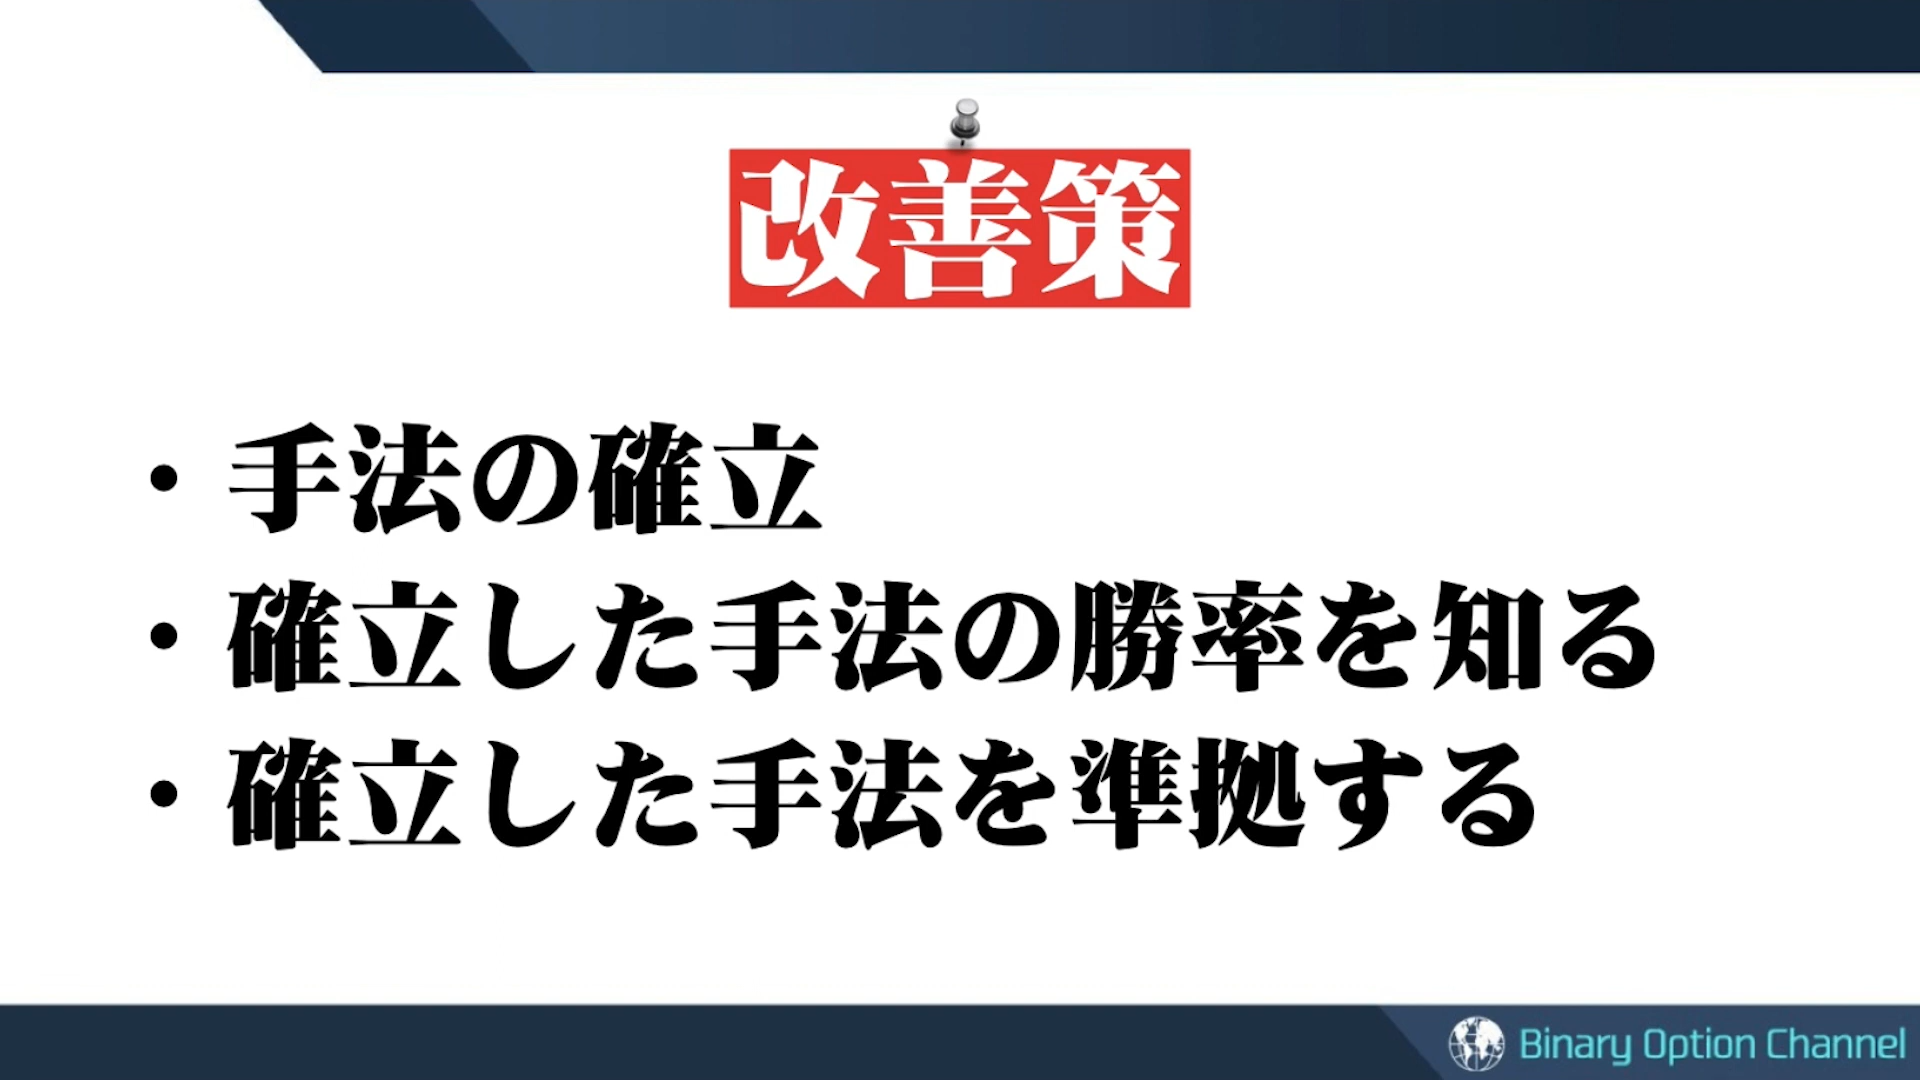 改善策
・手法の確立
・確立した手法の勝率を知る
・確立した手法を準拠する
Binary Option Channel